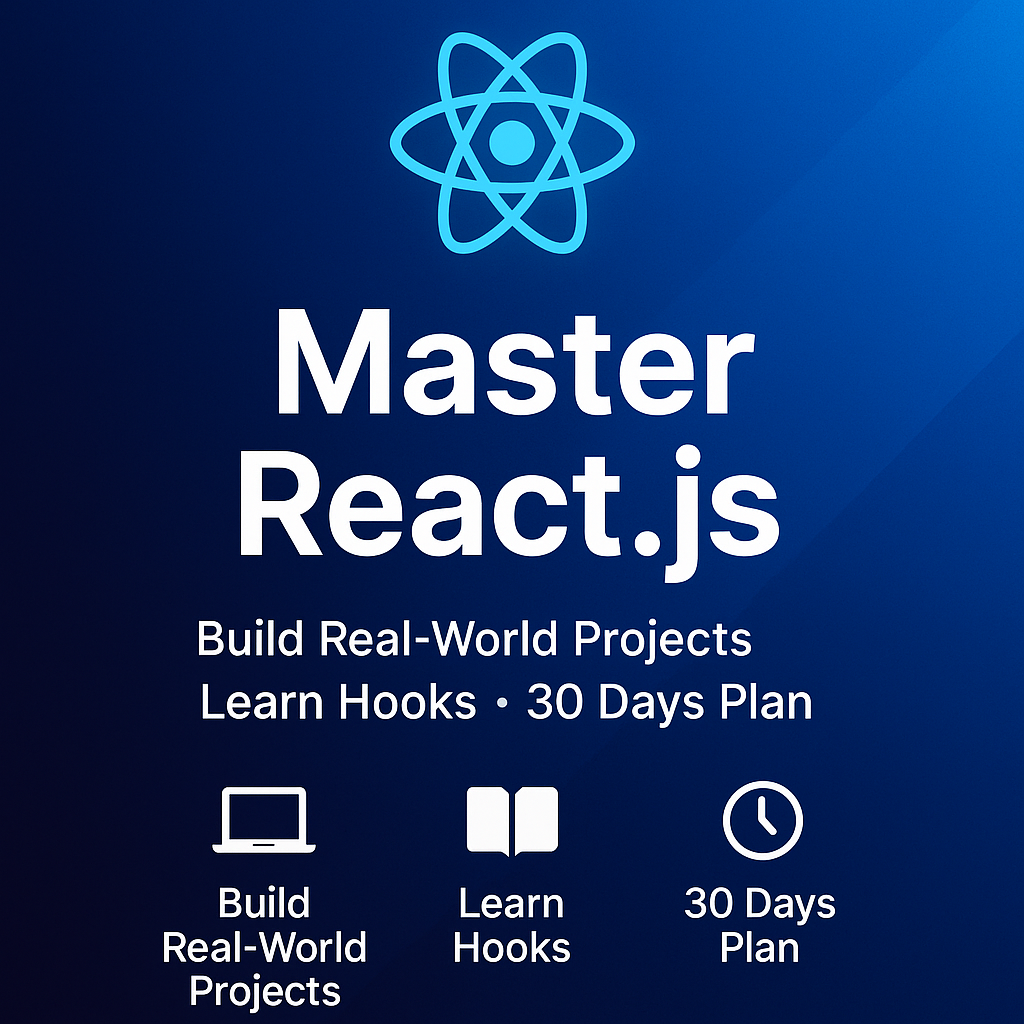 Master
React.js
Build Real-World Projects
Learn Hooks • 30 Days Plan
Build
Real-World
Projects
Learn
Hooks
30 Days
Plan